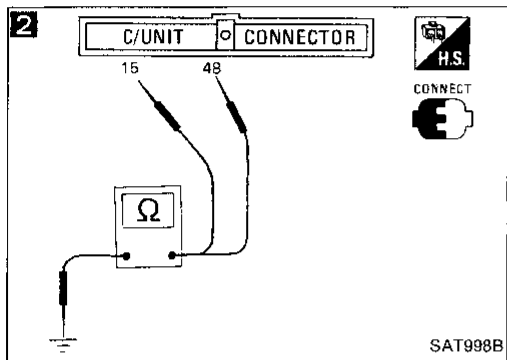 2
C/UNIT CONNECTOR
H.S.
15 48
CONNECT
Ω
SAT998B